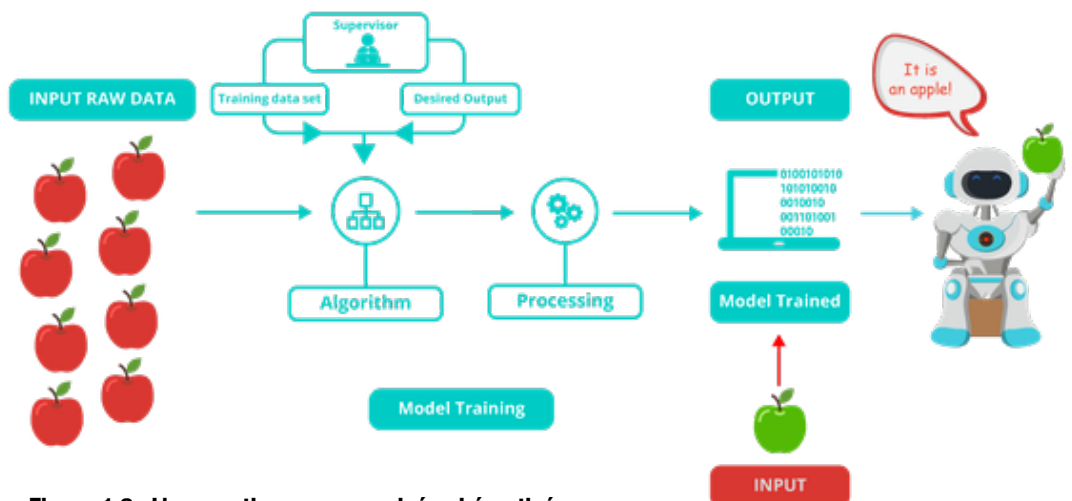 Supervisor
INPUT RAW DATA
Training data set
Desired Output
OUTPUT
It is
an apple!
0100101010
101010010
0010010
001101001
00010
Algorithm
Processing
Model Trained
Model Training
INPUT